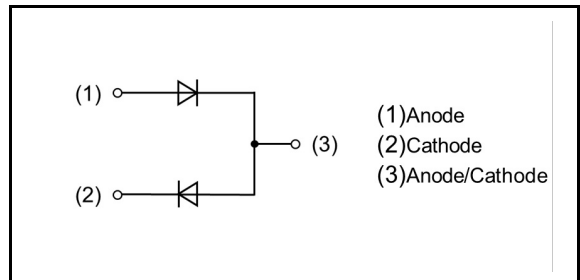 (1)
(2)
(3)
(1)Anode
(2)Cathode
(3)Anode/Cathode